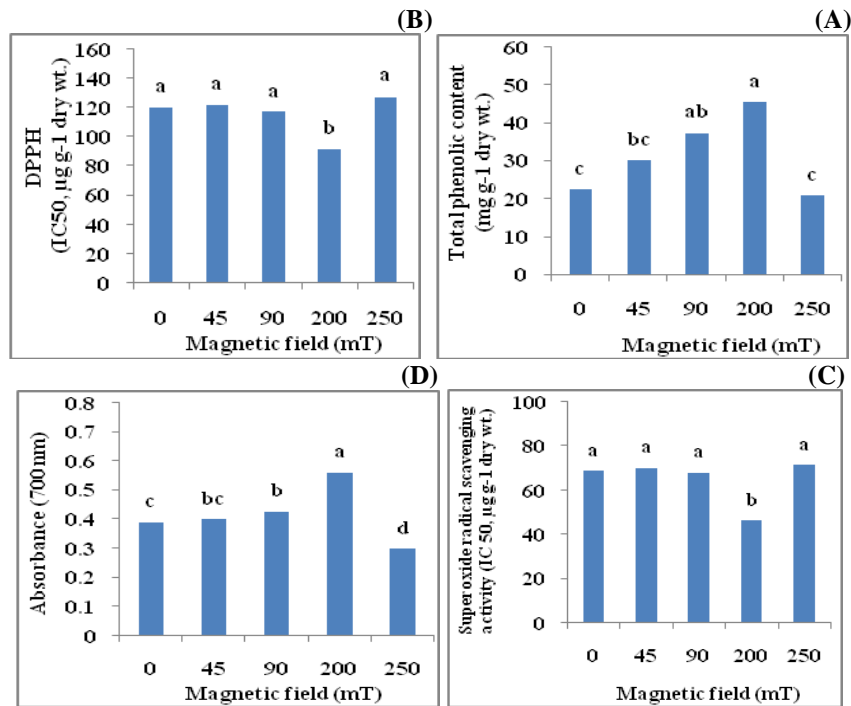 (B)
DPPH
(IC50, µg g-1 dry wt.)
160
140
120
100
80
60
40
20
0
a
a
a
b
a
0 45 90 200 250
Magnetic field (mT)
(A)
Total phenolic content
(mg g-1 dry wt.)
60
50
40
30
20
10
0
c
bc
ab
a
c
0 45 90 200 250
Magnetic field (mT)
(D)
Absorbance (700nm)
0.8
0.7
0.6
0.5
0.4
0.3
0.2
0.1
0
c
bc
b
a
d
0 45 90 200 250
Magnetic field (mT)
(C)
Superoxide radical scavenging
activity (IC 50, µg g-1 dry wt.)
100
80
60
40
20
0
a
a
a
b
a
0 45 90 200 250
Magnetic field (mT)